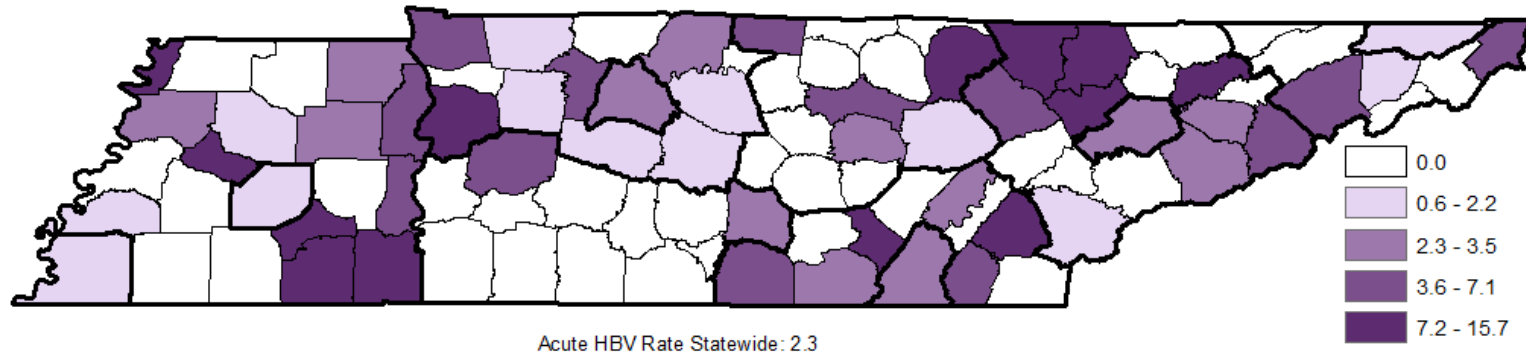 0.0
0.6 - 2.2
2.3 - 3.5
3.6 - 7.1
7.2 - 15.7
Acute HBV Rate Statewide: 2.3